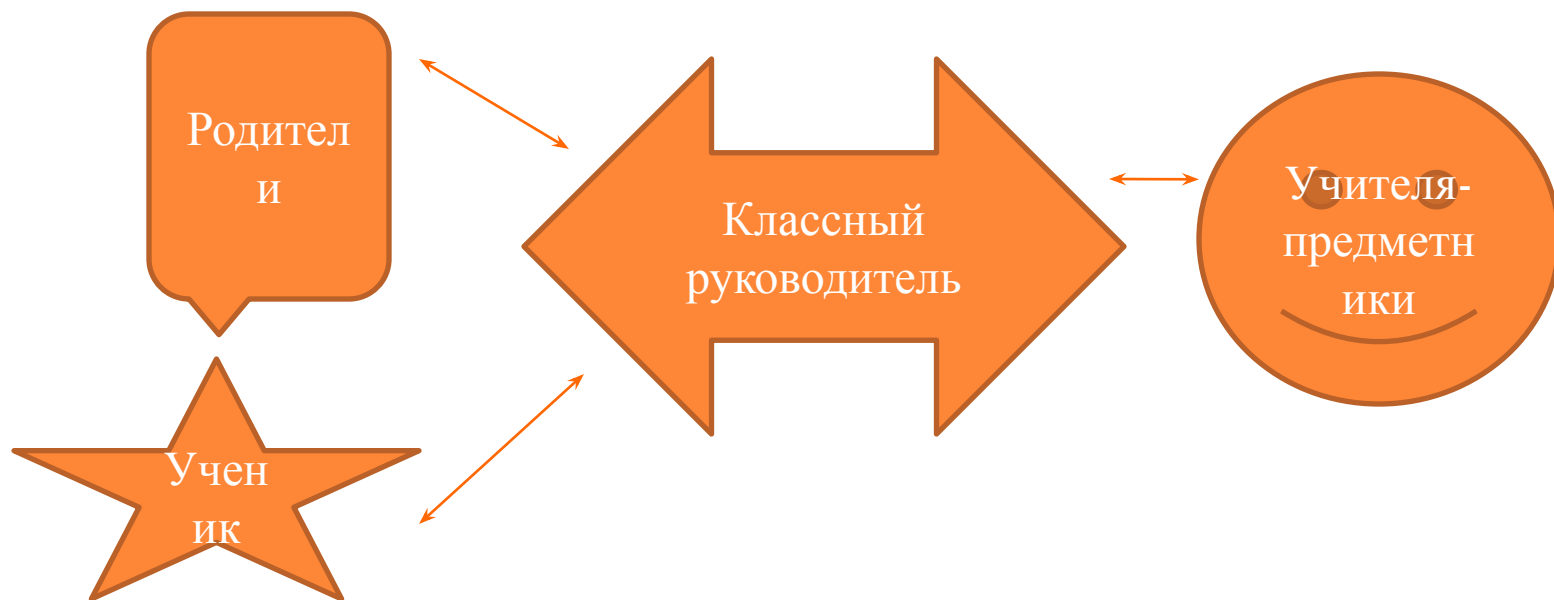 Родител
и
Классный
руководитель
Учителя-
предметн
ики
Учен
ик